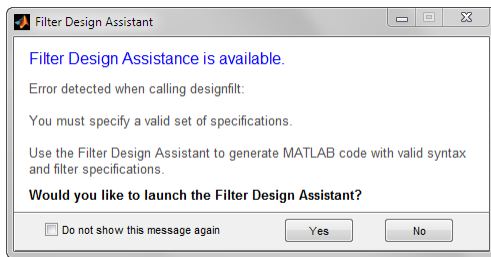 Filter Design Assistant
Filter Design Assistance is available.
Error detected when calling designfilt:
You must specify a valid set of specifications.
Use the Filter Design Assistant to generate MATLAB code with valid syntax
and filter specifications.
Would you like to launch the Filter Design Assistant?
Do not show this message again
Yes
No